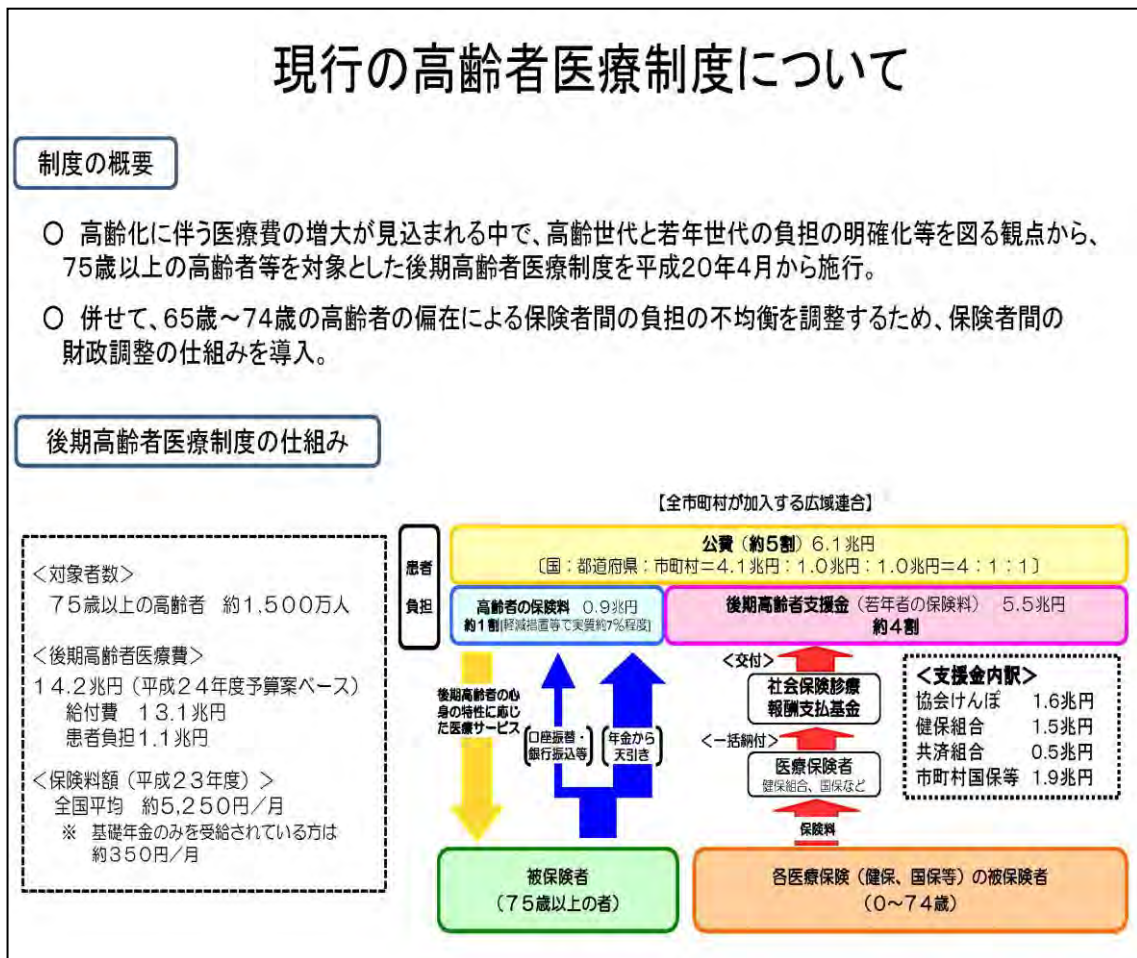 現行の高齢者医療制度について
制度の概要
○ 高齢化に伴う医療費の増大が見込まれる中で、高齢世代と若年世代の負担の明確化等を図る観点から、
75歳以上の高齢者等を対象とした後期高齢者医療制度を平成20年4月から施行。
○ 併せて、65歳～74歳の高齢者の偏在による保険者間の負担の不均衡を調整するため、保険者間の
財政調整の仕組みを導入。
後期高齢者医療制度の仕組み
<対象者数>
75歳以上の高齢者 約1,500万人
<後期高齢者医療費>
14.2兆円（平成24年度予算案ベース）
給付費 13.1兆円
患者負担1.1兆円
<保険料額（平成23年度）>
全国平均 約5,250円／月
※ 基礎年金のみを受給されている方は
約350円／月
【全市町村が加入する広域連合】
患者
負担
公費（約5割）6.1兆円
〔国：都道府県：市町村＝4.1兆円：1.0兆円：1.0兆円＝4：1：1〕
高齢者の保険料 0.9兆円
約1割[軽減措置等で実質約7％程度]
後期高齢者支援金（若年者の保険料） 5.5兆円
約4割
後期高齢者の心
身の特性に応じ
た医療サービス
口座振替・
銀行振込等
年金から
天引き
<交付>
社会保険診療
報酬支払基金
<一括納付>
医療保険者
健保組合、国保など
保険料
<支援金内訳>
協会けんぽ 1.6兆円
健保組合 1.5兆円
共済組合 0.5兆円
市町村国保等 1.9兆円
被保険者
（75歳以上の者）
各医療保険（健保、国保等）の被保険者
（0～74歳）